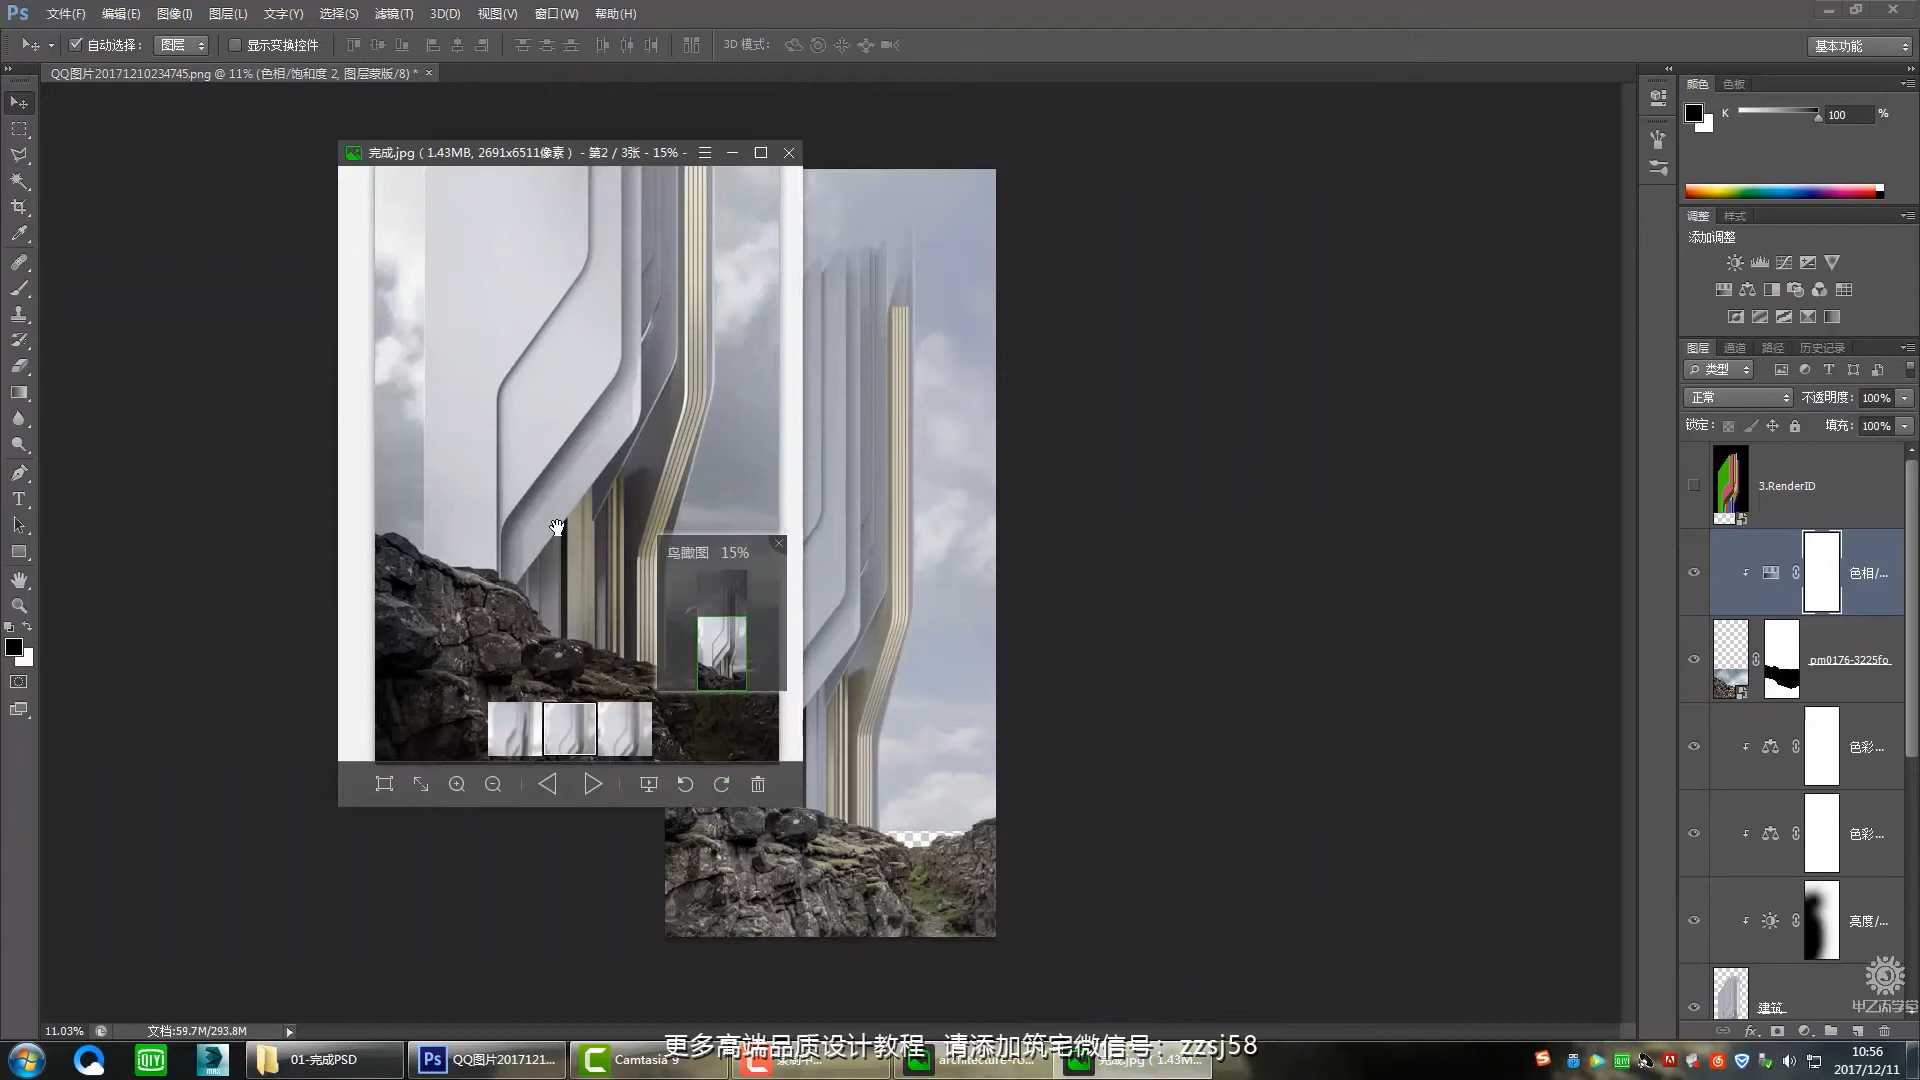 Ps 文件(F) 编辑(E) 图像(I) 图层(L) 文字(Y) 选择(S) 滤镜(T) 3D(D) 视图(V) 窗口(W) 帮助(H)
自动选择: 图层 显示变换控件 3D 模式: 基本功能
QQ图片20171210234745.png @ 11% (色相/饱和度 2, 图层蒙版/8) * ×
颜色 色板
K 100 %
完成.jpg ( 1.43MB, 2691x6511像素 ) - 第2 / 3张 - 15% -
调整 样式
添加调整
图层 通道 路径 历史记录
类型
正常 不透明度: 100%
锁定: 填充: 100%
3.RenderID
鸟瞰图 15%
色相/...
pm0176-3225fo
色彩...
色彩...
亮度/...
建筑
11.03% 文档:59.7M/293.8M
更多高端品质设计教程 请添加筑宅微信号: zzsj58
01-完成PSD
Ps QQ图片2017121...
Camtasia 9
architecture-ro...
完成.jpg ( 1.43M...
10:56
2017/12/11